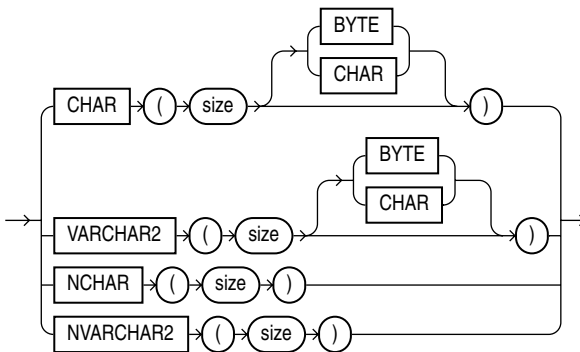 BYTE
CHAR
CHAR ( size )
BYTE
CHAR
VARCHAR2 ( size )
NCHAR ( size )
NVARCHAR2 ( size )